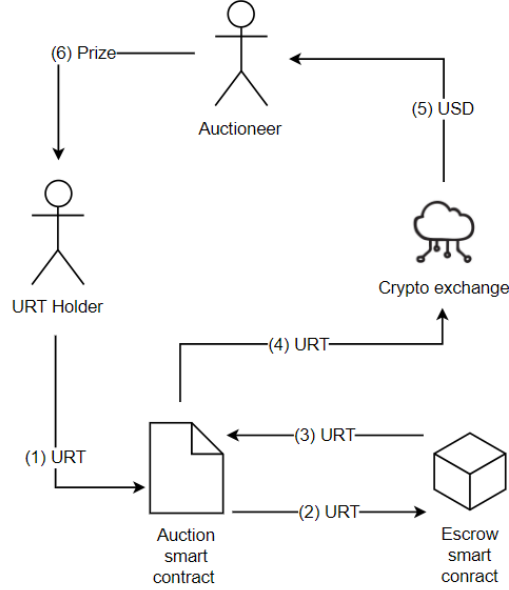 (6) Prize
Auctioneer
(5) USD
URT Holder
Crypto exchange
(4) URT
(3) URT
(1) URT
(2) URT
Auction
smart
contract
Escrow
smart
conract